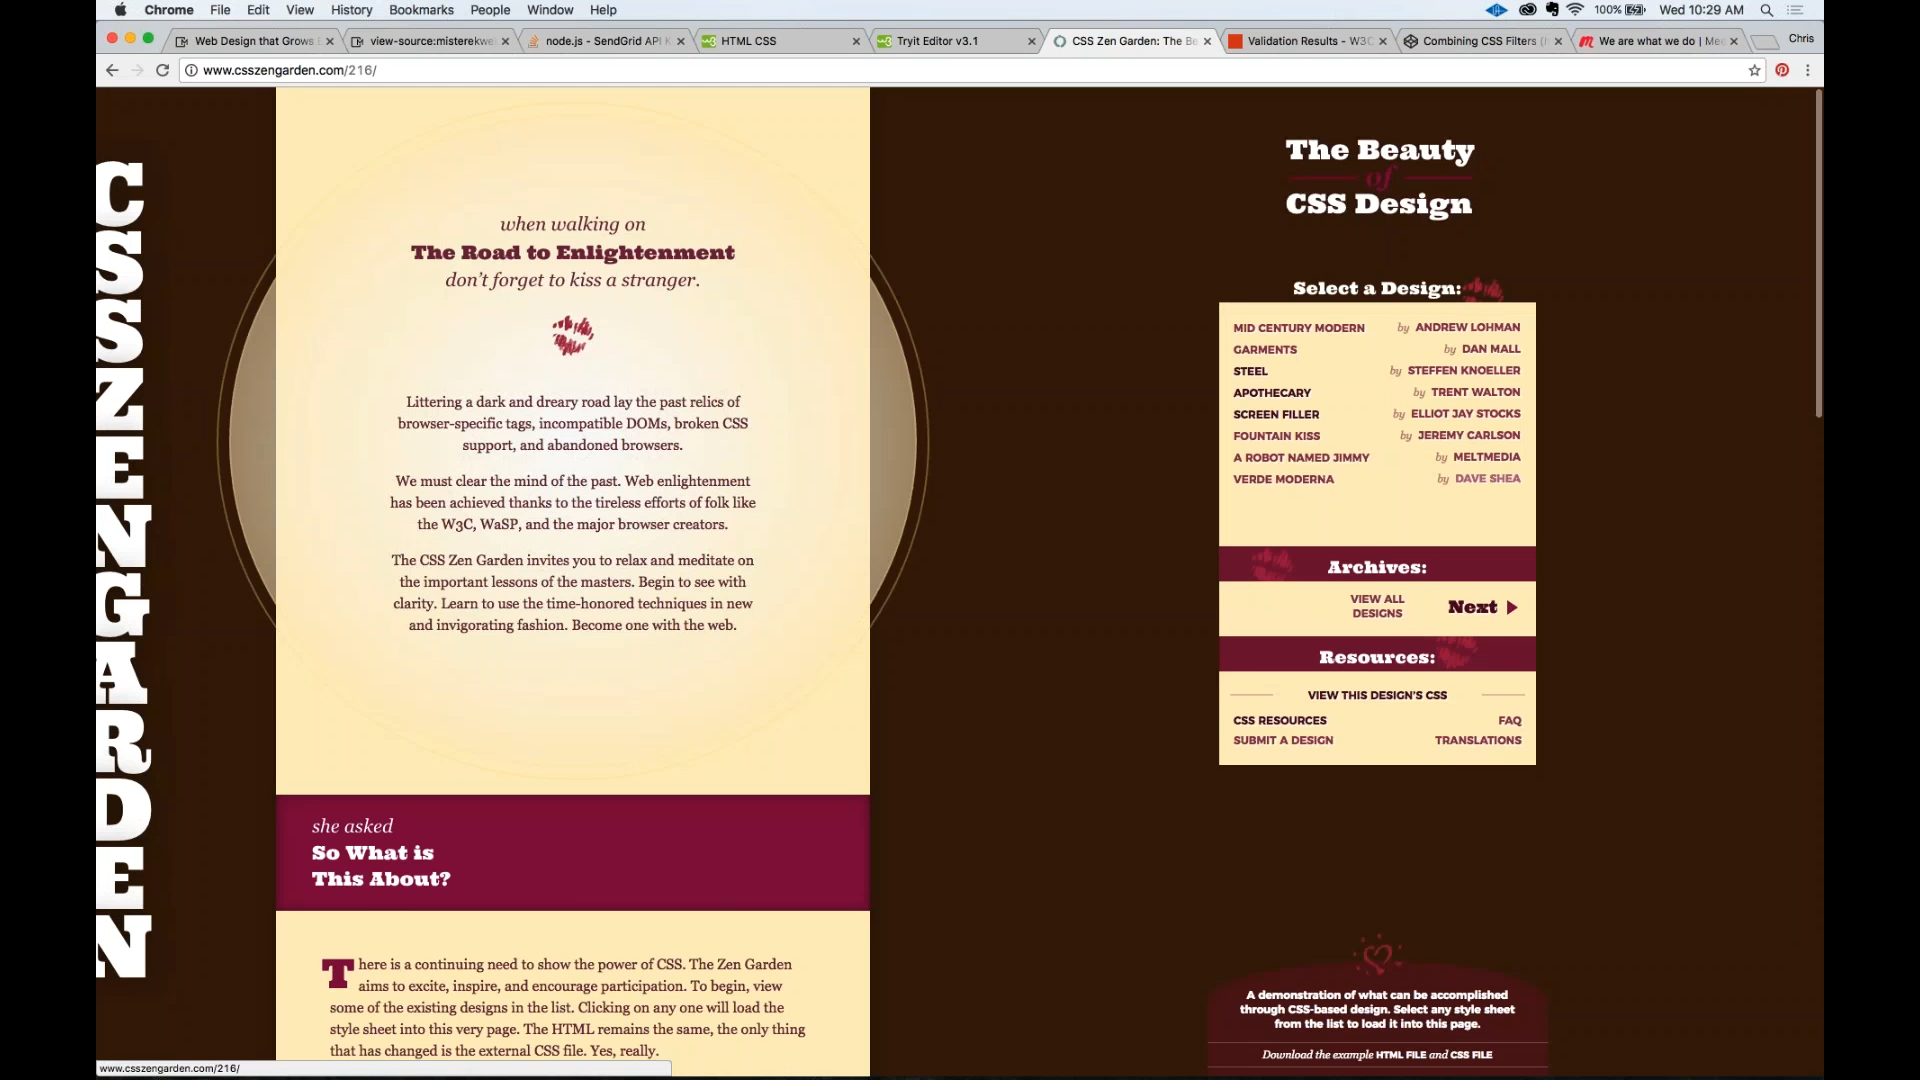 Chrome File Edit View History Bookmarks People Window Help 100% Wed 10:29 AM
Web Design that Grows view-source:misterekwe node.js - SendGrid API K HTML CSS Tryit Editor v3.1 CSS Zen Garden: The Be Validation Results - W3C Combining CSS Filters We are what we do | Mee Chris
www.csszengarden.com/216/
CSS ZEN GARDEN
when walking on
The Road to Enlightenment
don't forget to kiss a stranger.
Littering a dark and dreary road lay the past relics of
browser-specific tags, incompatible DOMs, broken CSS
support, and abandoned browsers.
We must clear the mind of the past. Web enlightenment
has been achieved thanks to the tireless efforts of folk like
the W3C, WaSP, and the major browser creators.
The CSS Zen Garden invites you to relax and meditate on
the important lessons of the masters. Begin to see with
clarity. Learn to use the time-honored techniques in new
and invigorating fashion. Become one with the web.
she asked
So What is
This About?
There is a continuing need to show the power of CSS. The Zen Garden
aims to excite, inspire, and encourage participation. To begin, view
some of the existing designs in the list. Clicking on any one will load the
style sheet into this very page. The HTML remains the same, the only thing
that has changed is the external CSS file. Yes, really.
The Beauty
of
CSS Design
Select a Design:
MID CENTURY MODERN by ANDREW LOHMAN
GARMENTS by DAN MALL
STEEL by STEFFEN KNOELLER
APOTHECARY by TRENT WALTON
SCREEN FILLER by ELLIOT JAY STOCKS
FOUNTAIN KISS by JEREMY CARLSON
A ROBOT NAMED JIMMY by MELTMEDIA
VERDE MODERNA by DAVE SHEA
Archives:
VIEW ALL
DESIGNS
Next
Resources:
VIEW THIS DESIGN'S CSS
CSS RESOURCES FAQ
SUBMIT A DESIGN TRANSLATIONS
A demonstration of what can be accomplished
through CSS-based design. Select any style sheet
from the list to load it into this page.
Download the example HTML FILE and CSS FILE
www.csszengarden.com/216/